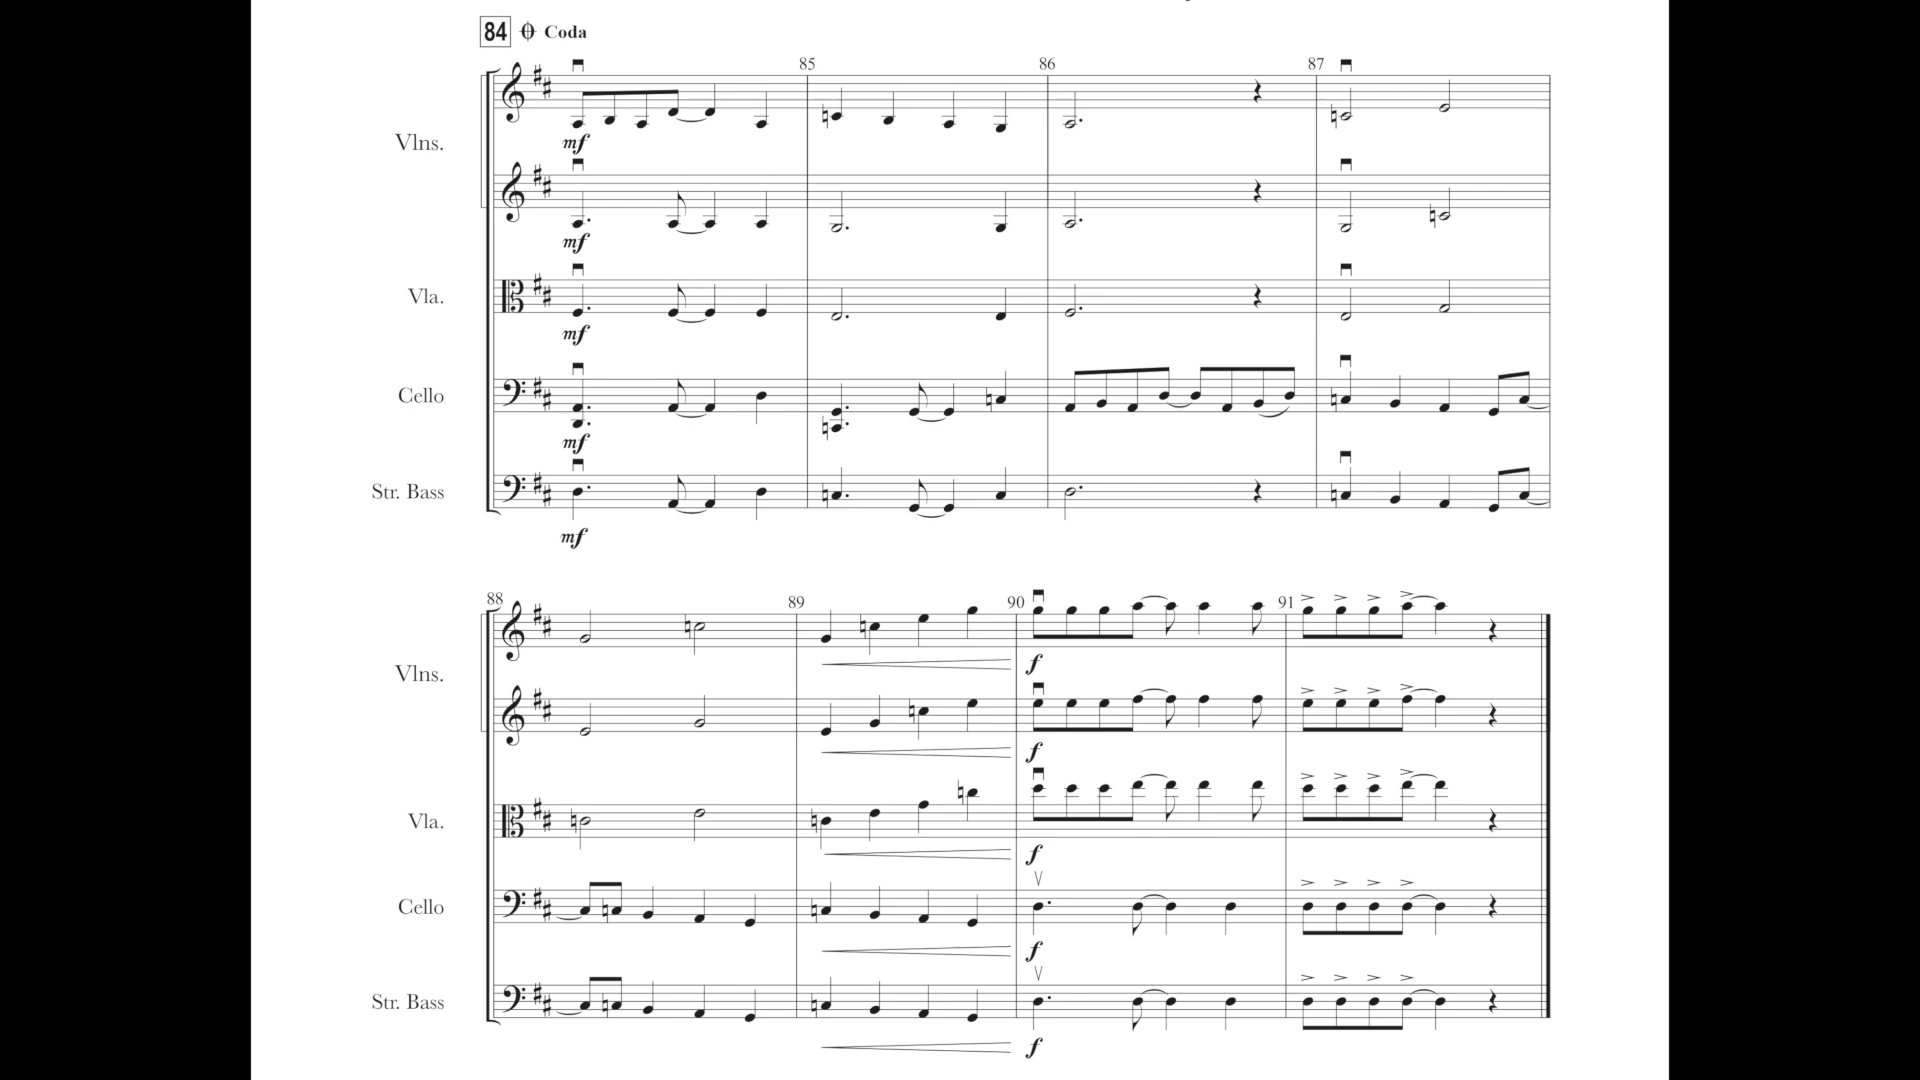 84 Coda
85 86 87
Vlns.
mf
mf
Vla.
mf
Cello
mf
Str. Bass
mf
88 89 90 91
Vlns.
f
f
Vla.
f
Cello
f
Str. Bass
f